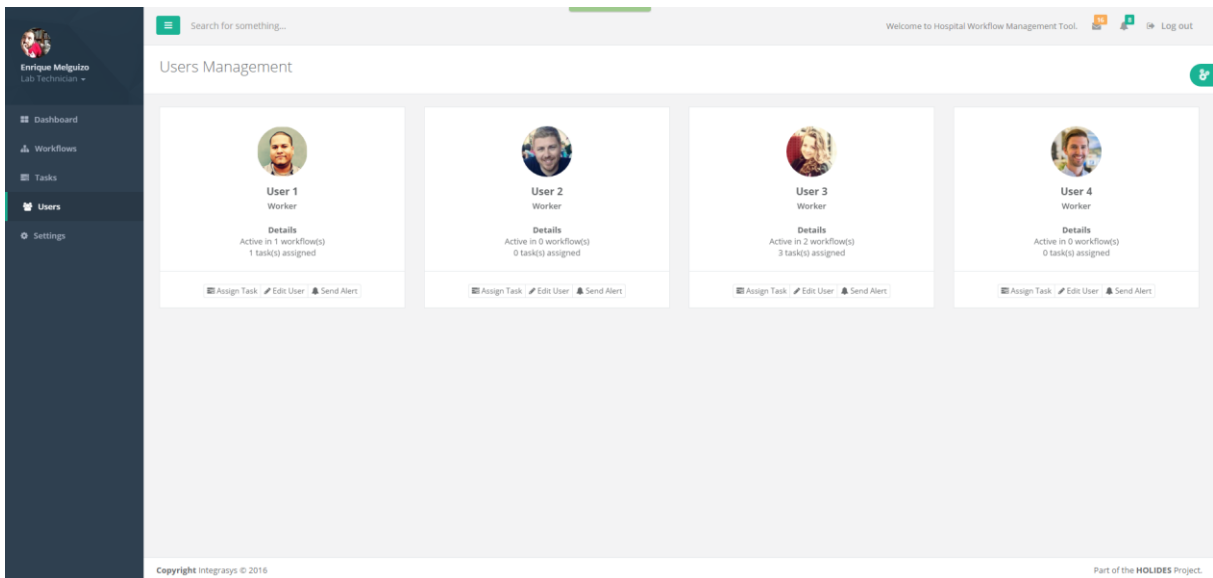 Enrique Melguizo
Lab Technician
Dashboard
Workflows
Tasks
Users
Settings
Search for something...
Welcome to Hospital Workflow Management Tool.
16
8
Log out
Users Management
User 1
Worker
Details
Active in 1 workflow(s)
1 task(s) assigned
Assign Task Edit User Send Alert
User 2
Worker
Details
Active in 0 workflow(s)
0 task(s) assigned
Assign Task Edit User Send Alert
User 3
Worker
Details
Active in 2 workflow(s)
3 task(s) assigned
Assign Task Edit User Send Alert
User 4
Worker
Details
Active in 0 workflow(s)
0 task(s) assigned
Assign Task Edit User Send Alert
Copyright Integrasys © 2016
Part of the HOLIDES Project.